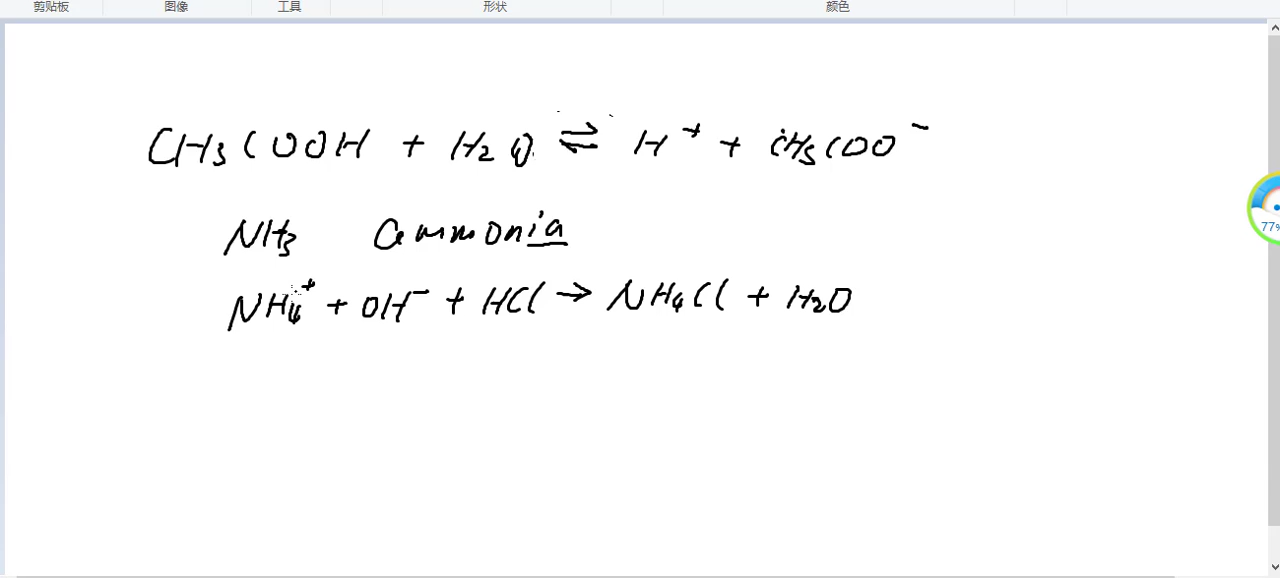 剪贴板 图像 工具 形状 颜色
CH3COOH + H2O ⇌ H+ + CH3COO−
NH3 Ammonia
77%
NH4+ + OH− + HCl → NH4Cl + H2O